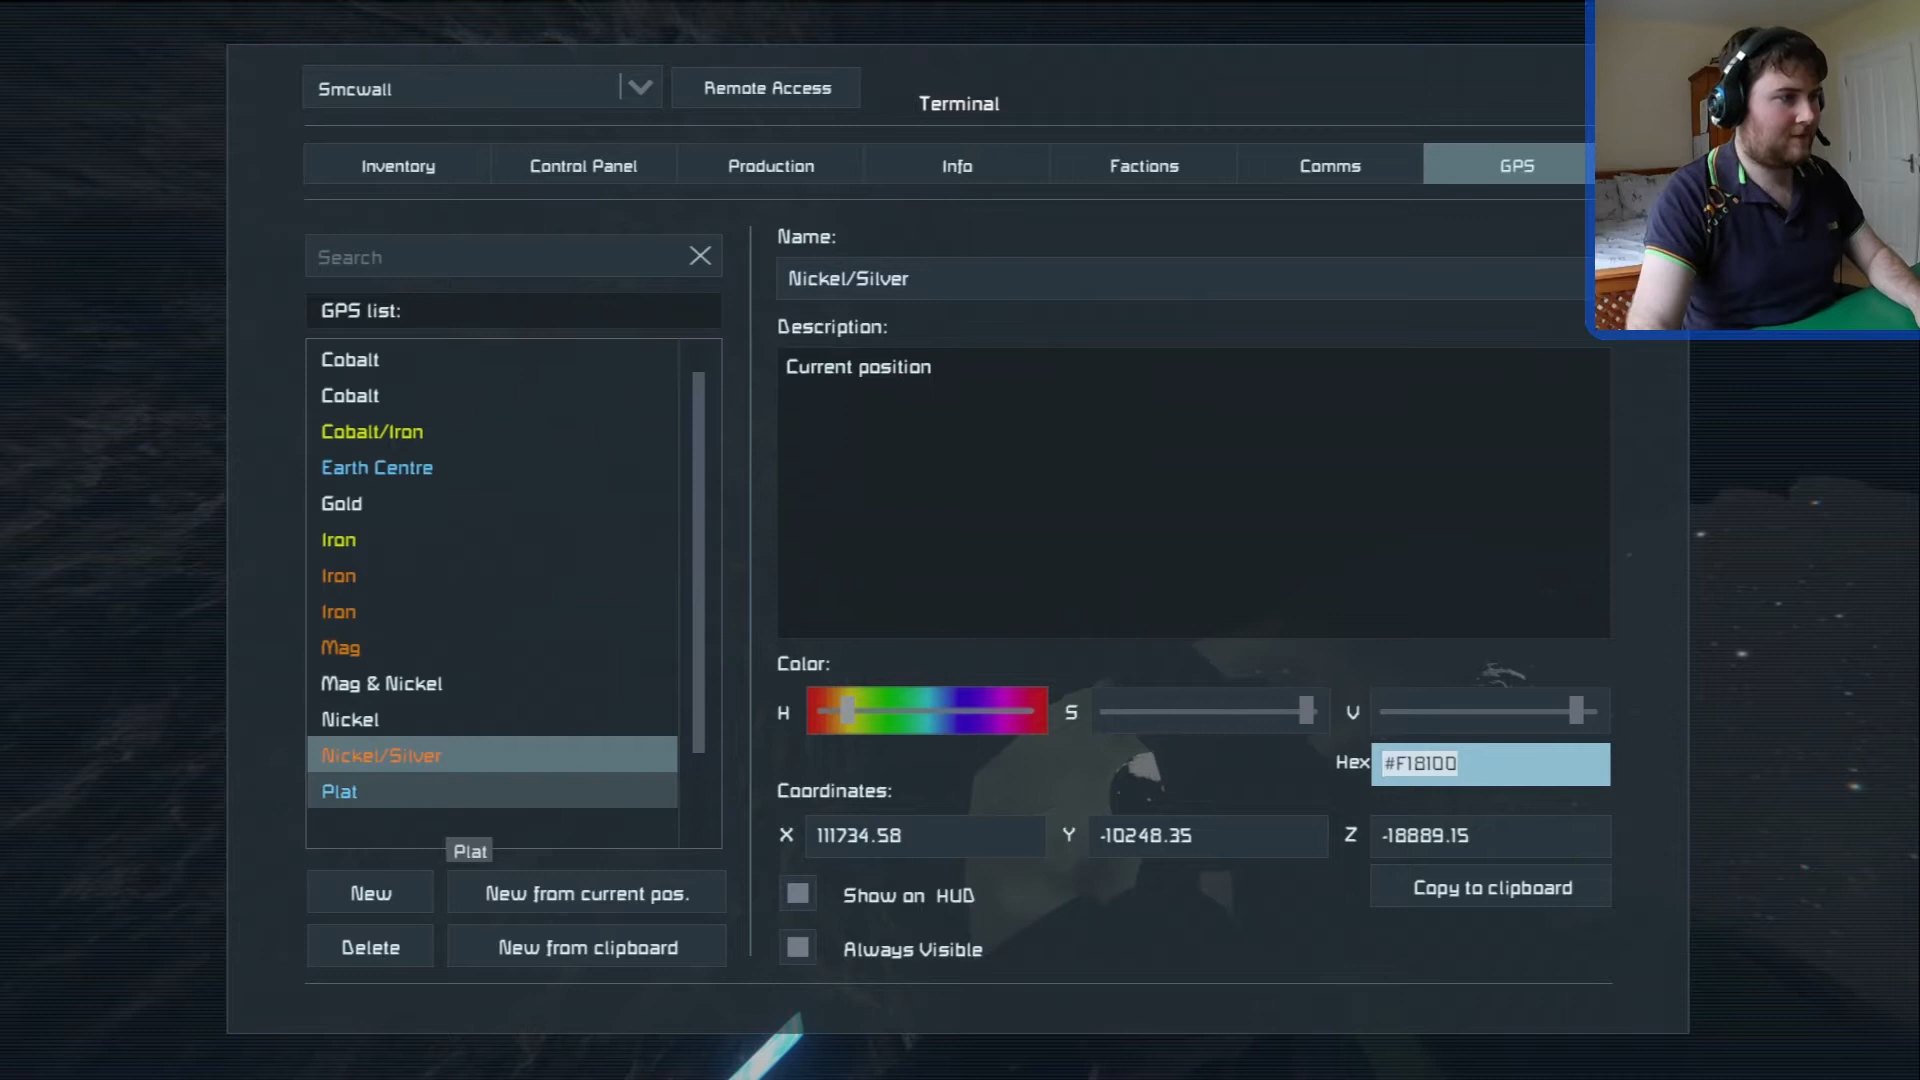 Smcwall
Remote Access
Terminal
Inventory
Control Panel
Production
Info
Factions
Comms
GPS
Search
GPS list:
Cobalt
Cobalt
Cobalt/Iron
Earth Centre
Gold
Iron
Iron
Iron
Mag
Mag & Nickel
Nickel
Nickel/Silver
Plat
Plat
New
New from current pos.
Delete
New from clipboard
Name:
Nickel/Silver
Description:
Current position
Color:
H
S
V
Hex
#F18100
Coordinates:
X
111734.58
Y
-10248.35
Z
-18889.15
Show on HUD
Copy to clipboard
Always Visible